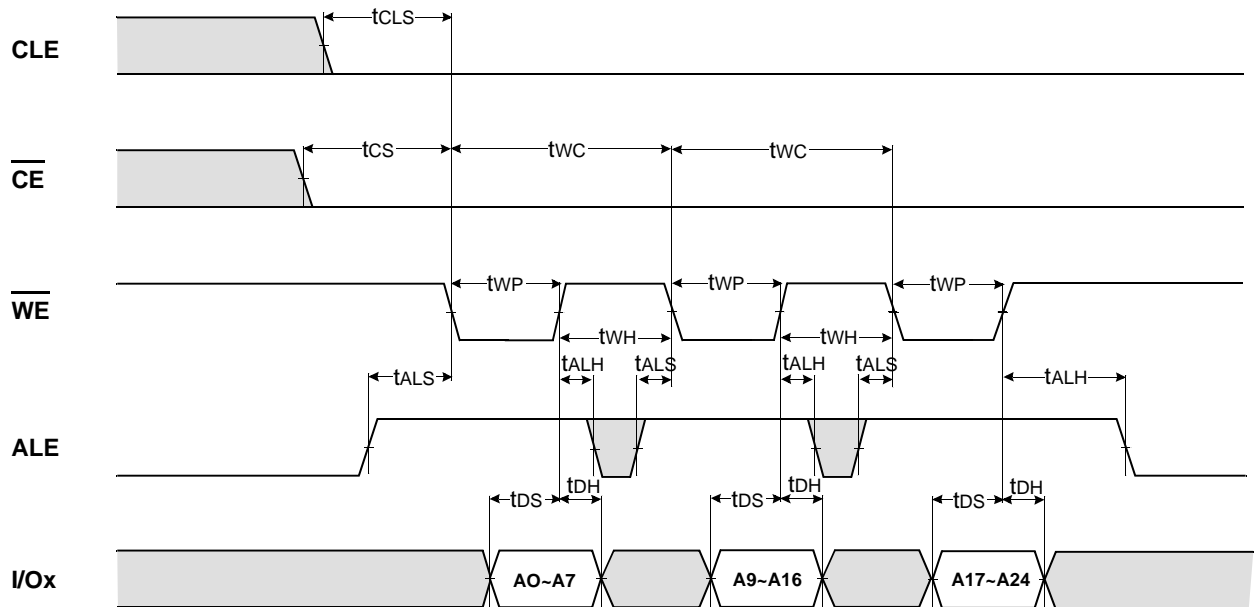 tCLS
CLE
tCS tWC tWC
CE
tWP tWP tWP
WE
tWH tWH
tALH tALS tALH tALS
tALS tALH
ALE
tDS tDH tDS tDH tDS tDH
I/Ox AO~A7 A9~A16 A17~A24